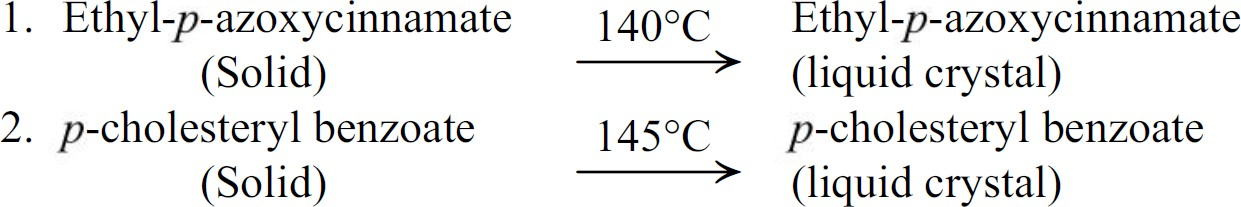 1. Ethyl-p-azoxycinnamate 140°C Ethyl-p-azoxycinnamate
(Solid) (liquid crystal)
2. p-cholesteryl benzoate 145°C p-cholesteryl benzoate
(Solid) (liquid crystal)